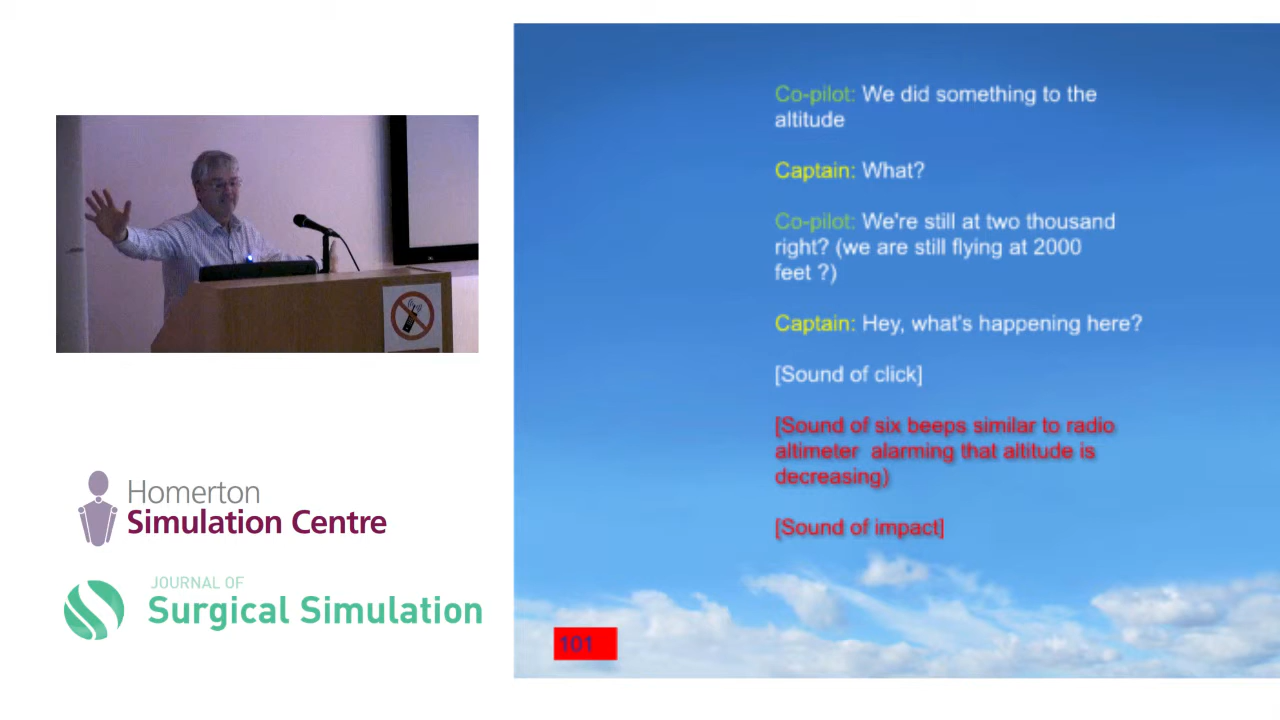 Co-pilot: We did something to the
altitude
Captain: What?
Co-pilot: We're still at two thousand
right? (we are still flying at 2000
feet ?)
Captain: Hey, what's happening here?
[Sound of click]
[Sound of six beeps similar to radio
altimeter alarming that altitude is
decreasing)
[Sound of impact]
101
Homerton
Simulation Centre
JOURNAL OF
Surgical Simulation